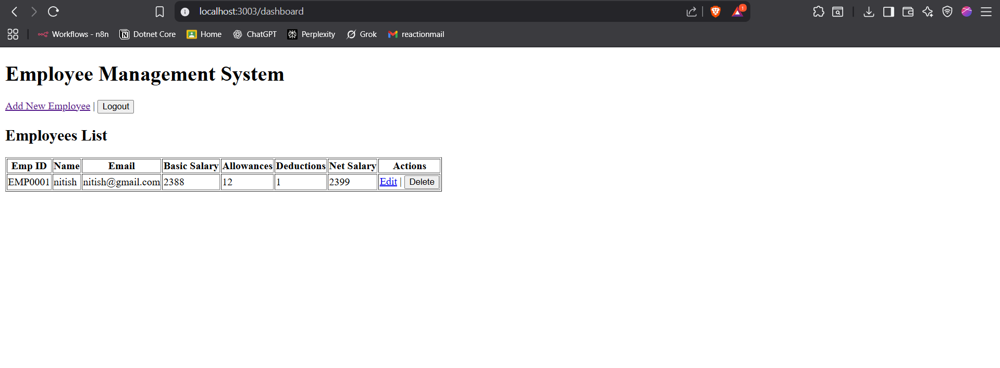 localhost:3003/dashboard
1
Workflows - n8n Dotnet Core Home ChatGPT Perplexity Grok reactionmail
Employee Management System
Add New Employee | Logout
Employees List
Emp ID Name Email Basic Salary Allowances Deductions Net Salary Actions
EMP0001 nitish nitish@gmail.com 2388 12 1 2399 Edit | Delete